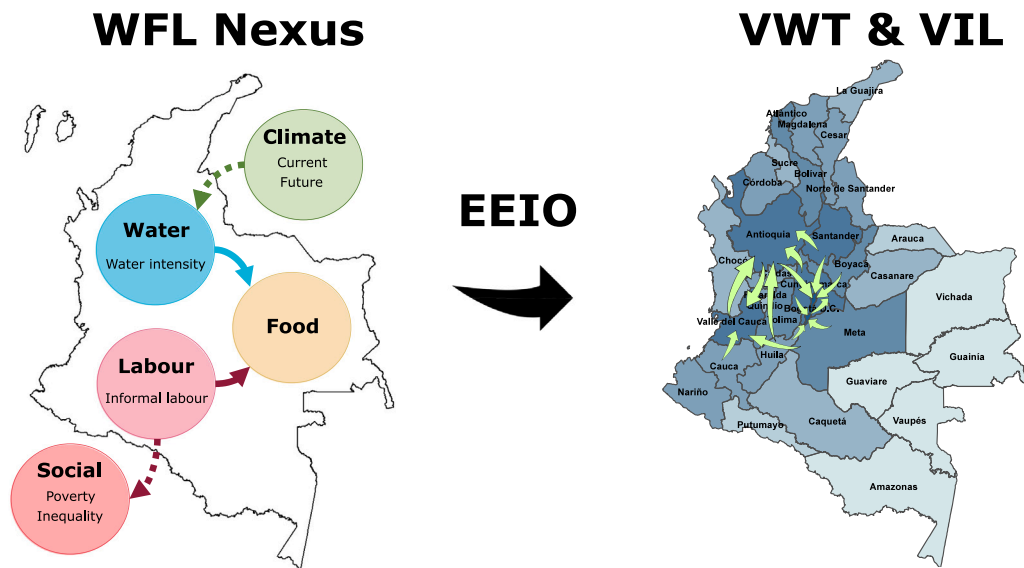 WFL Nexus
Climate
Current
Future
Water
Water intensity
Food
Labour
Informal labour
Social
Poverty
Inequality
EEIO
VWT & VIL
La Guajira
Atlántico
Magdalena
Cesar
Sucre
Bolívar
Córdoba
Norte de Santander
Antioquia
Santander
Arauca
Chocó
Boyacá
Casanare
Vichada
Valle del Cauca
Meta
Guainía
Huila
Cauca
Guaviare
Nariño
Caquetá
Vaupés
Putumayo
Amazonas